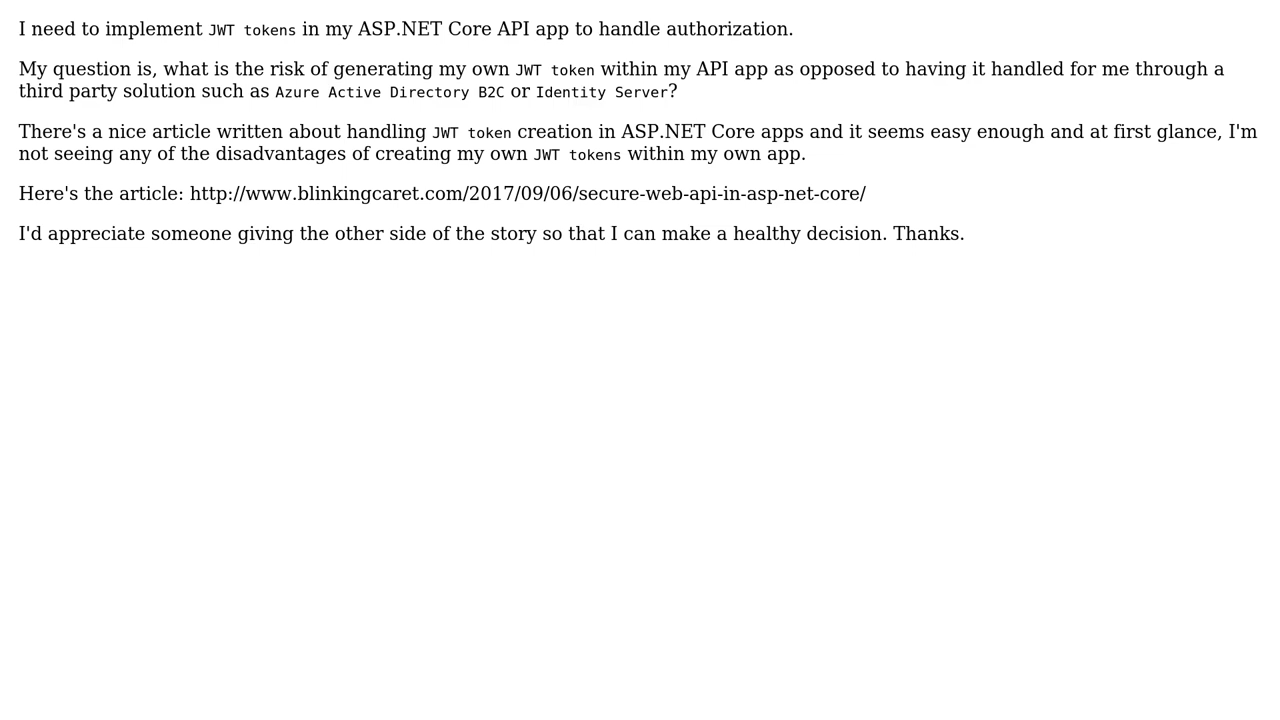 I need to implement JWT tokens in my ASP.NET Core API app to handle authorization.
My question is, what is the risk of generating my own JWT token within my API app as opposed to having it handled for me through a
third party solution such as Azure Active Directory B2C or Identity Server?
There's a nice article written about handling JWT token creation in ASP.NET Core apps and it seems easy enough and at first glance, I'm
not seeing any of the disadvantages of creating my own JWT tokens within my own app.
Here's the article: http://www.blinkingcaret.com/2017/09/06/secure-web-api-in-asp-net-core/
I'd appreciate someone giving the other side of the story so that I can make a healthy decision. Thanks.